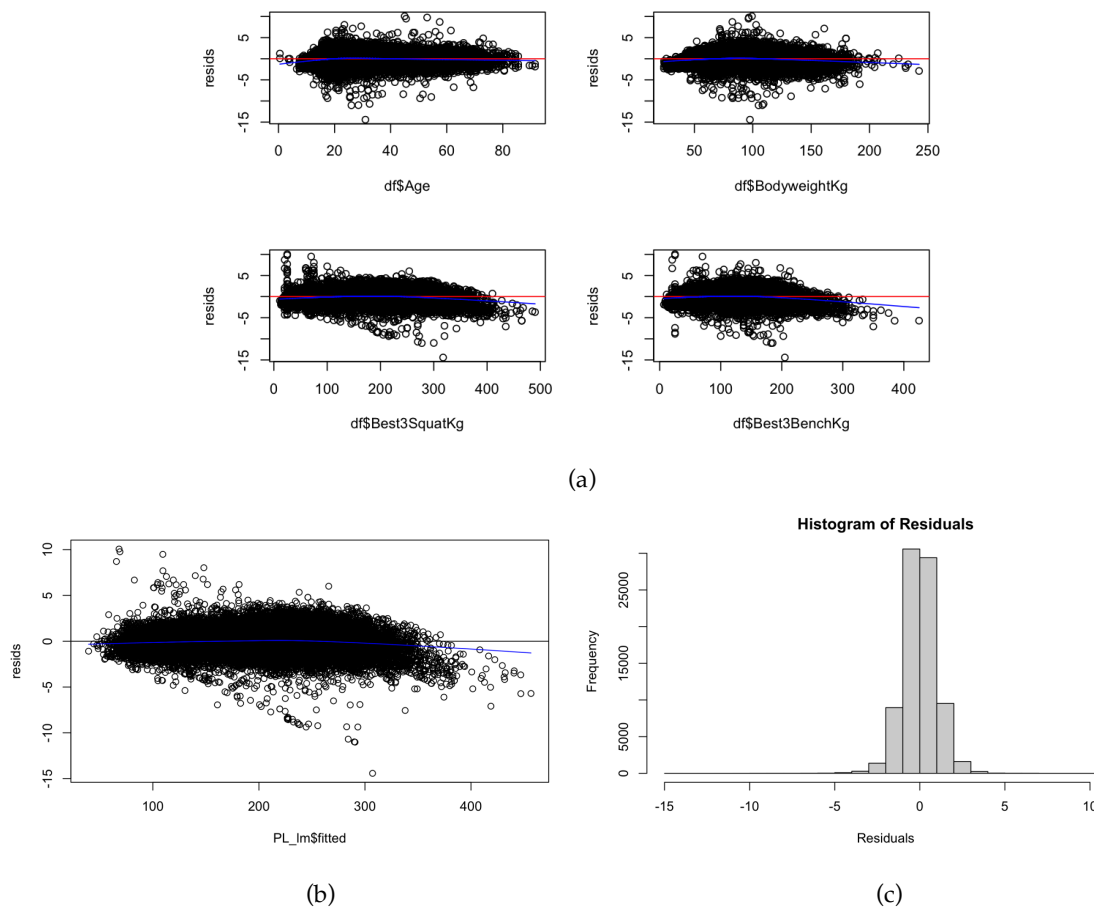 resids
5
-5
-15
0 20 40 60 80
df$Age
resids
5
-5
-15
50 100 150 200 250
df$BodyweightKg
resids
5
-5
-15
0 100 200 300 400 500
df$Best3SquatKg
resids
5
-5
-15
0 100 200 300 400
df$Best3BenchKg
(a)
resids
10
5
0
-5
-10
-15
100 200 300 400
PL_lm$fitted
(b)
Histogram of Residuals
Frequency
25000
15000
5000
0
-15 -10 -5 0 5 10
Residuals
(c)